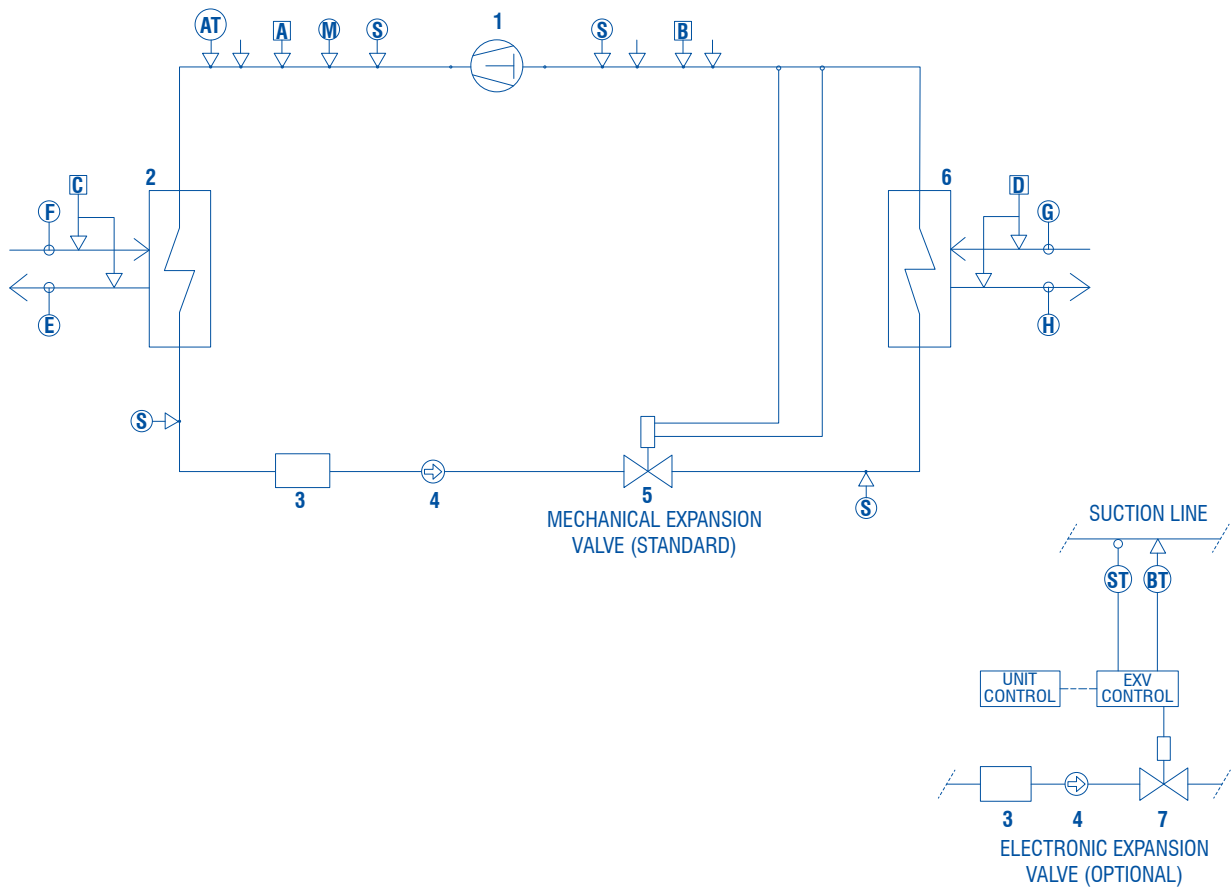 AT
A
M
S
1
S
B
2
C
F
E
6
D
G
H
S
3
4
5
MECHANICAL EXPANSION
VALVE (STANDARD)
S
SUCTION LINE
ST
BT
UNIT
CONTROL
EXV
CONTROL
3
4
7
ELECTRONIC EXPANSION
VALVE (OPTIONAL)